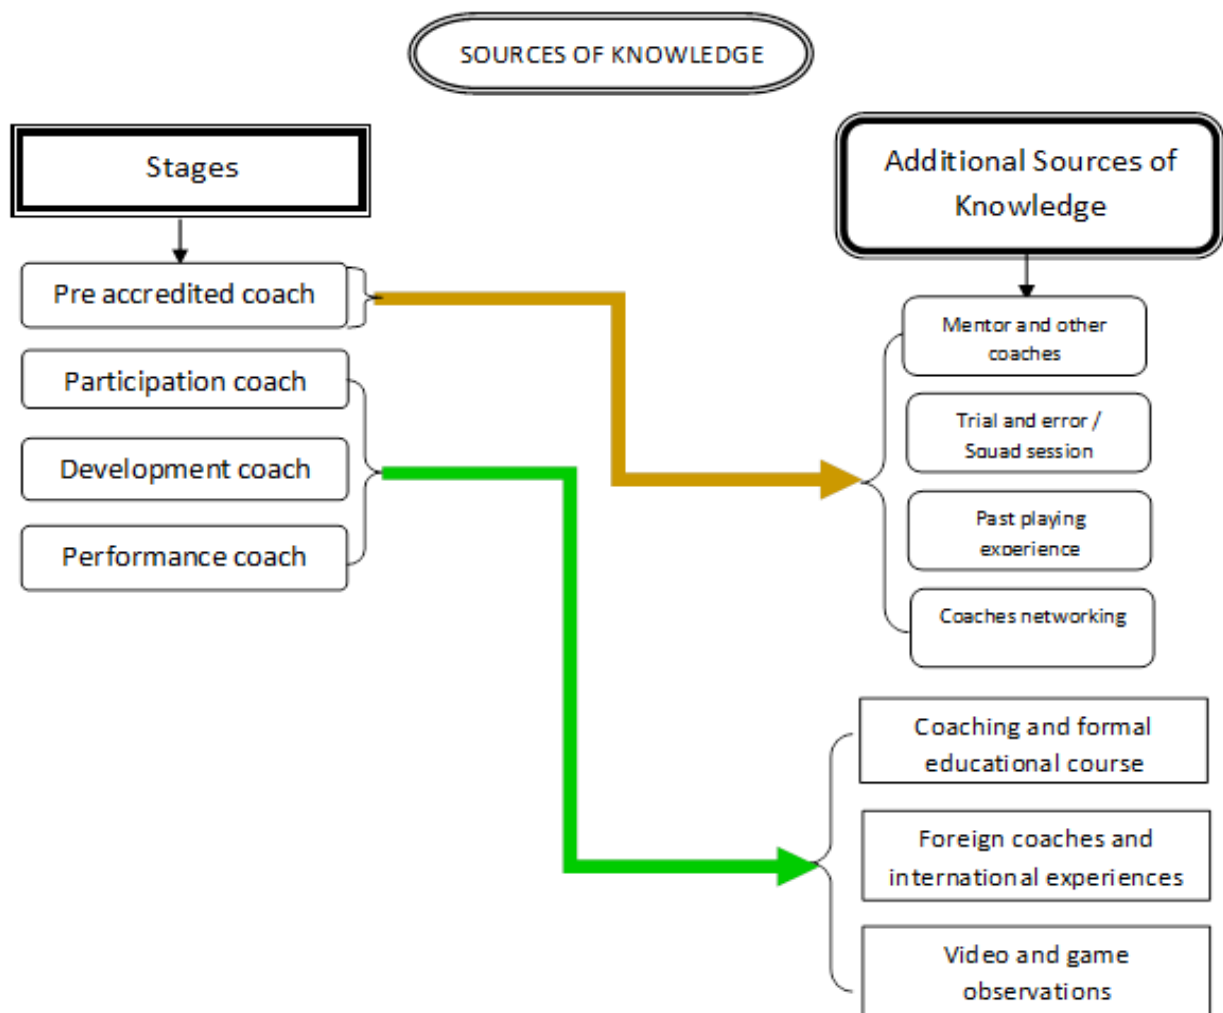 SOURCES OF KNOWLEDGE
Stages
Pre accredited coach
Participation coach
Development coach
Performance coach
Additional Sources of
Knowledge
Mentor and other
coaches
Trial and error /
Squad session
Past playing
experience
Coaches networking
Coaching and formal
educational course
Foreign coaches and
international experiences
Video and game
observations